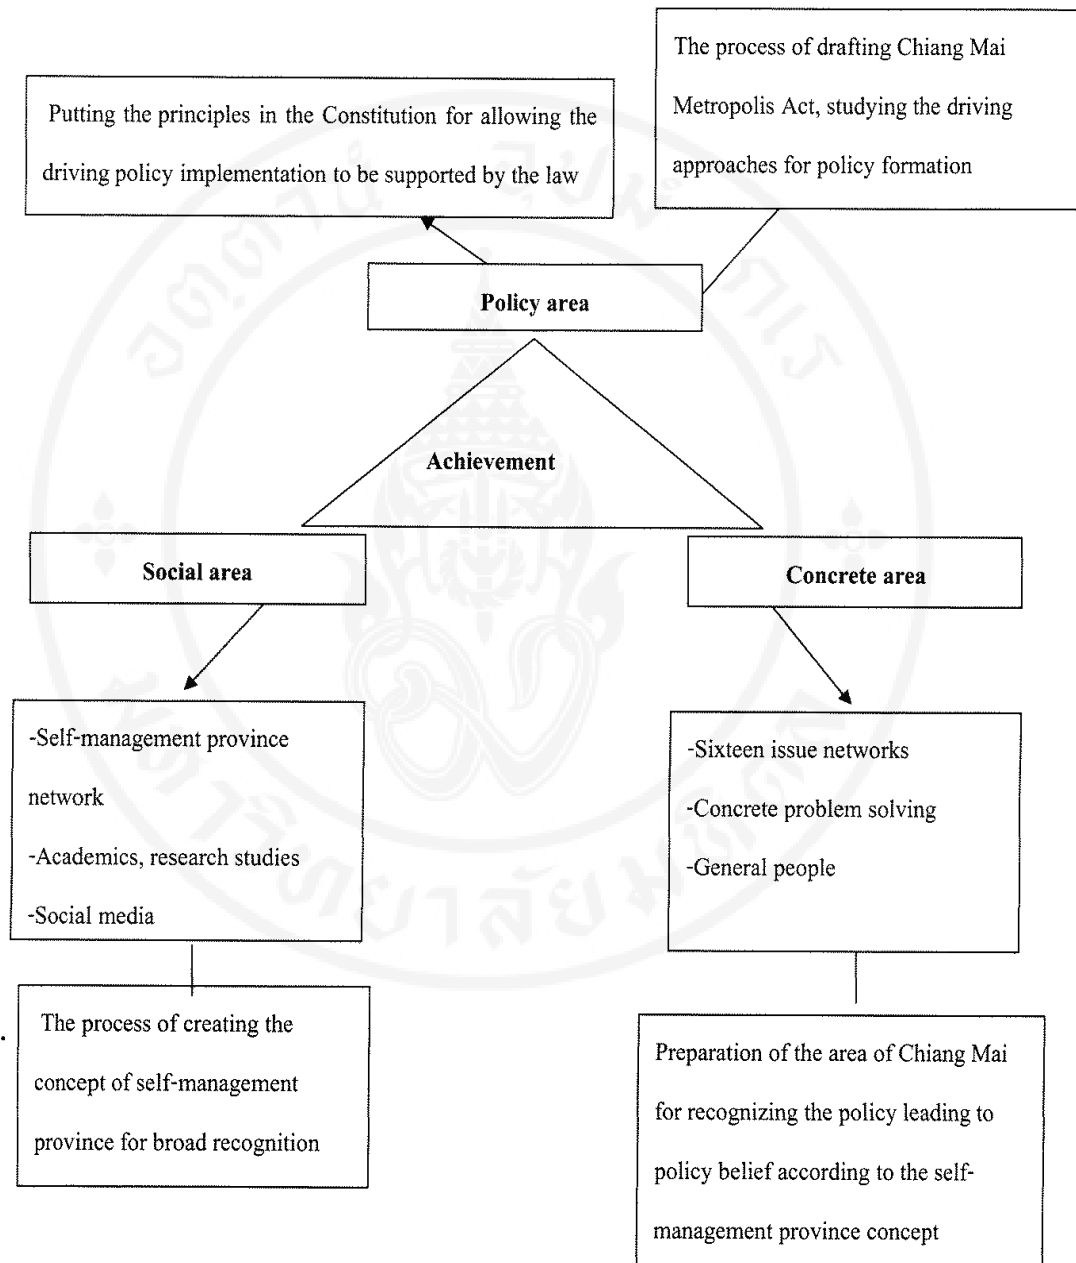 The process of drafting Chiang Mai
Metropolis Act, studying the driving
approaches for policy formation
Putting the principles in the Constitution for allowing the
driving policy implementation to be supported by the law
Policy area
Achievement
Social area
Concrete area
-Self-management province
network
-Academics, research studies
-Social media
-Sixteen issue networks
-Concrete problem solving
-General people
The process of creating the
concept of self-management
province for broad recognition
Preparation of the area of Chiang Mai
for recognizing the policy leading to
policy belief according to the self-
management province concept